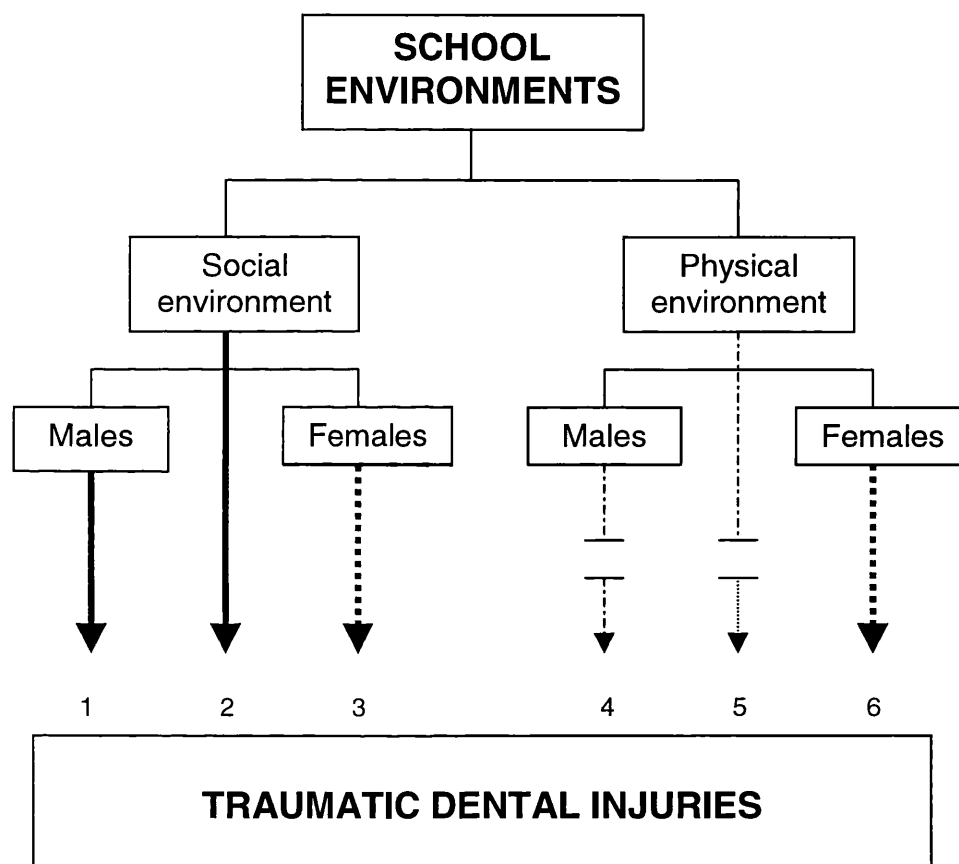 SCHOOL
ENVIRONMENTS
Social
environment
Physical
environment
Males
Females
Males
Females
1
2
3
4
5
6
TRAUMATIC DENTAL INJURIES